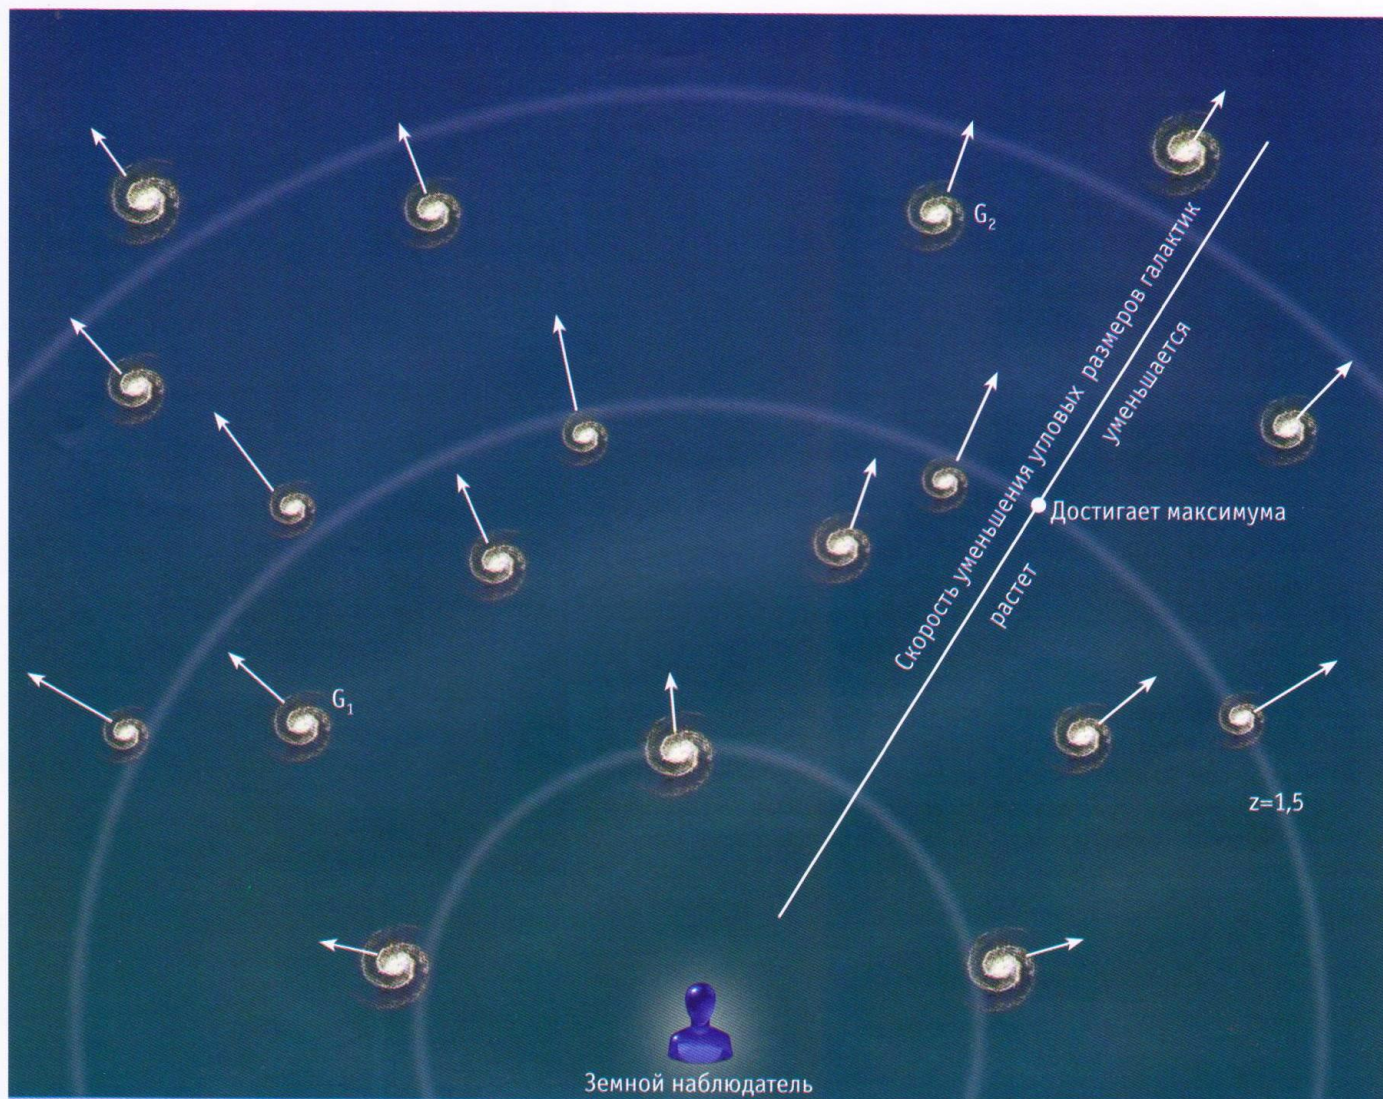 G₂
Скорость уменьшения угловых размеров галактик
уменьшается
Достигает максимума
растет
G₁
z=1,5
Земной наблюдатель